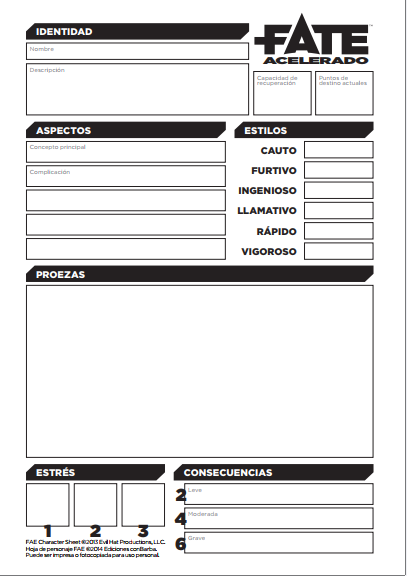 IDENTIDAD
FATE™
ACELERADO
Nombre
Descripción
Capacidad de
recuperación
Puntos de
destino actuales
ASPECTOS
ESTILOS
Concepto principal
CAUTO
Complicación
FURTIVO
INGENIOSO
LLAMATIVO
RÁPIDO
VIGOROSO
PROEZAS
ESTRÉS
CONSECUENCIAS
2 Leve
4 Moderada
6 Grave
1 2 3
FAE Character Sheet ©2013 Evil Hat Productions, LLC.
Hoja de personaje FAE ©2014 Ediciones conBarba.
Puede ser impresa o fotocopiada para uso personal.